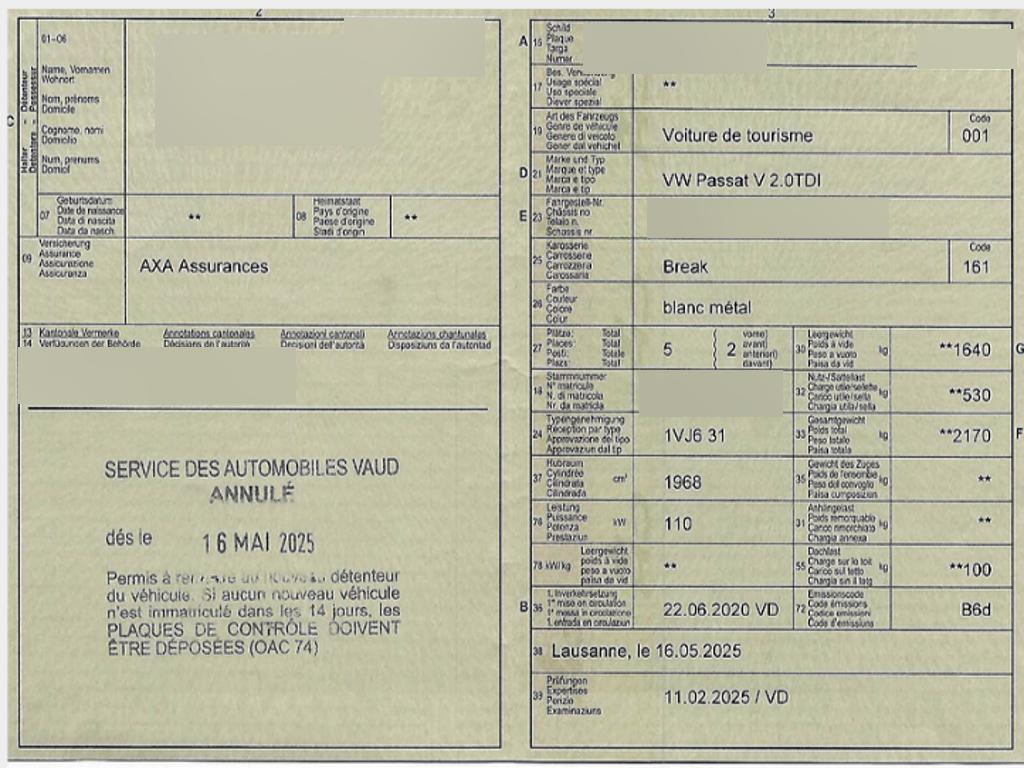 2
01-06
Halter - Détenteur
Detentore - Possessur
C
Name, Vornamen
Wohnort
Nom, prénoms
Domicile
Cognome, nomi
Domicilio
Num, prenums
Domicil
07
Geburtsdatum
Date de naissance
Data di nascita
Data da nasch.
**
08
Heimatstaat
Pays d'origine
Paese d'origine
Stadi d'origin
**
09
Versicherung
Assurance
Assicurazione
Assicuranza
AXA Assurances
13 Kantonale Vermerke Annotations cantonales Annotazioni cantonali Annotaziuns chantunalas
14 Verfügungen der Behörde Décisions de l'autorité Decisioni dell'autorità Disposiziuns da l'autoritad
SERVICE DES AUTOMOBILES VAUD
ANNULÉ
dés le 16 MAI 2025
Permis à détenteur
du véhicule. Si aucun nouveau véhicule
n'est immatriculé dans les 14 jours, les
PLAQUES DE CONTRÔLE DOIVENT
ÊTRE DÉPOSÉES (OAC 74)
3
A 15
Schild
Plaque
Targa
Numer
17
Usage spécial
Uso speciale
Diever spezial
**
19
Art des Fahrzeugs
Genre de véhicule
Genere di veicolo
Gener dal vehichel
Voiture de tourisme
Code
001
D 21
Marke und Typ
Marque et type
Marca e tipo
Marca e tip
VW Passat V 2.0TDI
E 23
Fahrgestell-Nr.
Châssis no
Telaio n.
Schassis nr
25
Karosserie
Carrosserie
Carrozzeria
Carossaria
Break
Code
161
26
Farbe
Couleur
Colore
Colur
blanc métal
27
Plätze: Total
Places: Total
Posti: Totale
Plazs: Total
5
2
vorne)
avant)
anteriori)
davant)
30
Leergewicht
Poids à vide
Peso a vuoto
Paisa da vid
kg
**1640
G
18
Stammnummer
N° matricule
N. di matricola
Nr. da matricla
32
Nutz-/Sattellast
Charge utile/sellette
Carico utile/sella
Chargia utila/sella
kg
**530
24
Typengenehmigung
Réception par type
Approvazione del tipo
Approvaziun dal tip
1VJ6 31
33
Gesamtgewicht
Poids total
Peso totale
Paisa totala
kg
**2170
F
37
Hubraum
Cylindrée
Cilindrata
Cilindrada
cm³
1968
35
Gewicht des Zuges
Poids de l'ensemble
Peso del convoglio
Paisa cumposiziun
kg
**
76
Leistung
Puissance
Potenza
Prestaziun
kW
110
31
Anhängelast
Poids remorquable
Carico rimorchiato
Chargia annexa
kg
**
78 kW/kg
Leergewicht
poids à vide
peso a vuoto
paisa da vid
**
55
Dachlast
Charge sur le toit
Carico sul tetto
Chargia sin il tetg
kg
**100
B 36
1. Inverkehrsetzung
1re mise en circulation
1a messa in circolazione
1. entrada en circulaziun
22.06.2020 VD
72
Emissionscode
Code émissions
Codice emissioni
Code d'emissiuns
B6d
38 Lausanne, le 16.05.2025
39
Prüfungen
Expertises
Perizie
Examinaziuns
11.02.2025 / VD